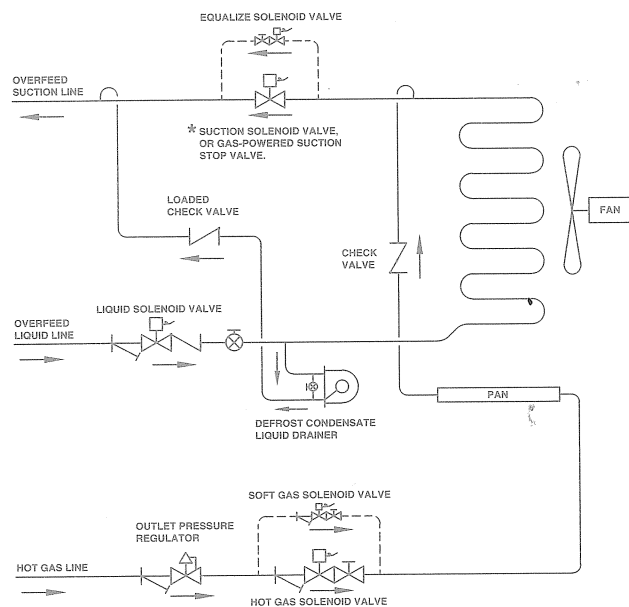 EQUALIZE SOLENOID VALVE
OVERFEED
SUCTION LINE
* SUCTION SOLENOID VALVE,
OR GAS-POWERED SUCTION
STOP VALVE.
LOADED
CHECK VALVE
FAN
CHECK
VALVE
LIQUID SOLENOID VALVE
OVERFEED
LIQUID LINE
PAN
DEFROST CONDENSATE
LIQUID DRAINER
SOFT GAS SOLENOID VALVE
OUTLET PRESSURE
REGULATOR
HOT GAS LINE
HOT GAS SOLENOID VALVE